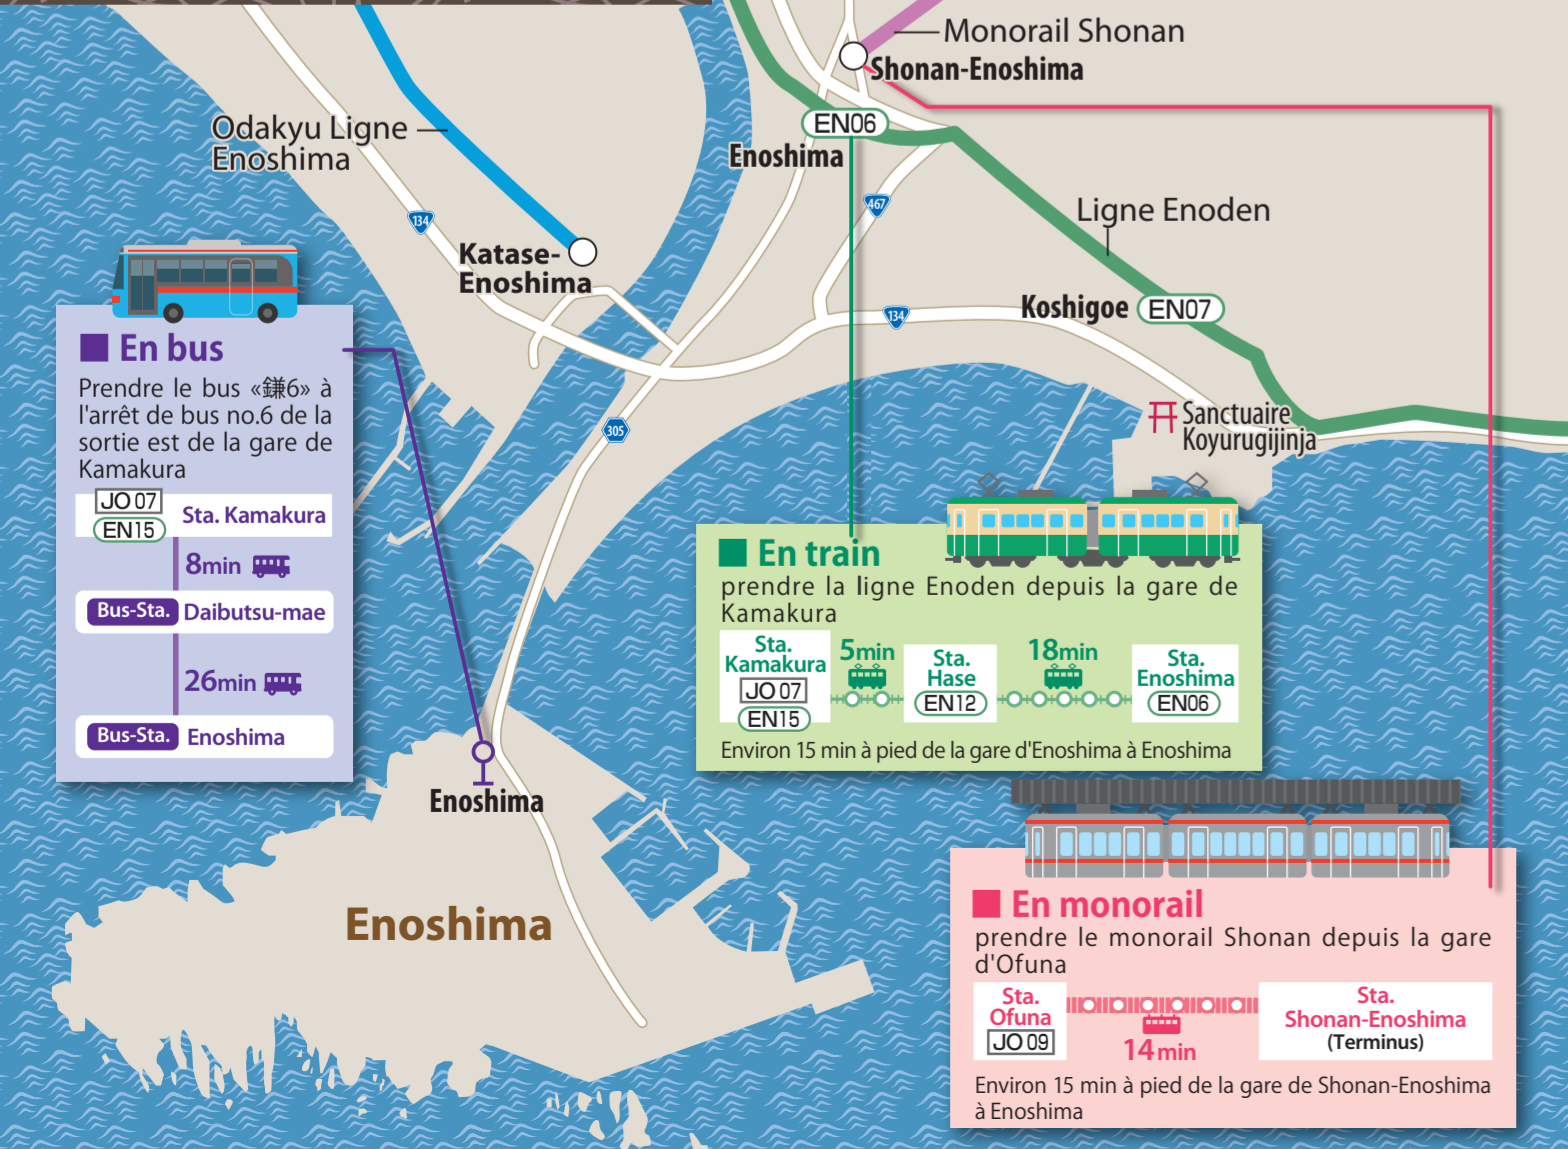 Monorail Shonan
Shonan-Enoshima
Odakyu Ligne
Enoshima
EN06
Enoshima
134
467
Ligne Enoden
Katase-
Enoshima
134
Koshigoe EN07
305
Sanctuaire
Koyurugijinja
En bus
Prendre le bus «鎌6» à
l'arrêt de bus no.6 de la
sortie est de la gare de
Kamakura
JO 07
EN15
Sta. Kamakura
8min
Bus-Sta. Daibutsu-mae
26min
Bus-Sta. Enoshima
En train
prendre la ligne Enoden depuis la gare de
Kamakura
Sta.
Kamakura
JO 07
EN15
5min
Sta.
Hase
EN12
18min
Sta.
Enoshima
EN06
Environ 15 min à pied de la gare d'Enoshima à Enoshima
Enoshima
Enoshima
En monorail
prendre le monorail Shonan depuis la gare
d'Ofuna
Sta.
Ofuna
JO 09
14min
Sta.
Shonan-Enoshima
(Terminus)
Environ 15 min à pied de la gare de Shonan-Enoshima
à Enoshima